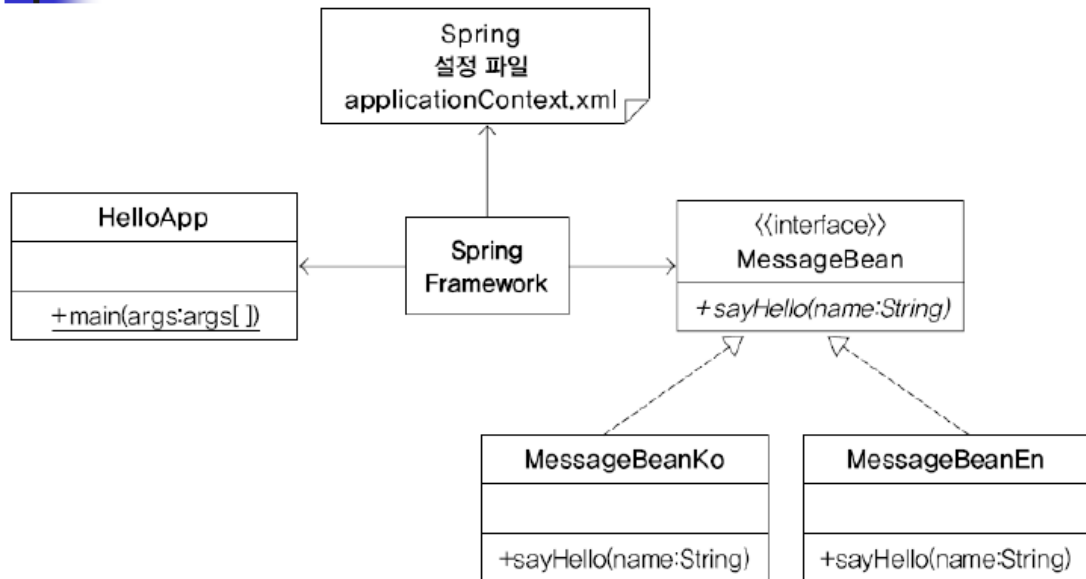 Spring
설정 파일
applicationContext.xml
HelloApp
+main(args:args[ ])
Spring
Framework
《interface》
MessageBean
+sayHello(name:String)
MessageBeanKo
+sayHello(name:String)
MessageBeanEn
+sayHello(name:String)